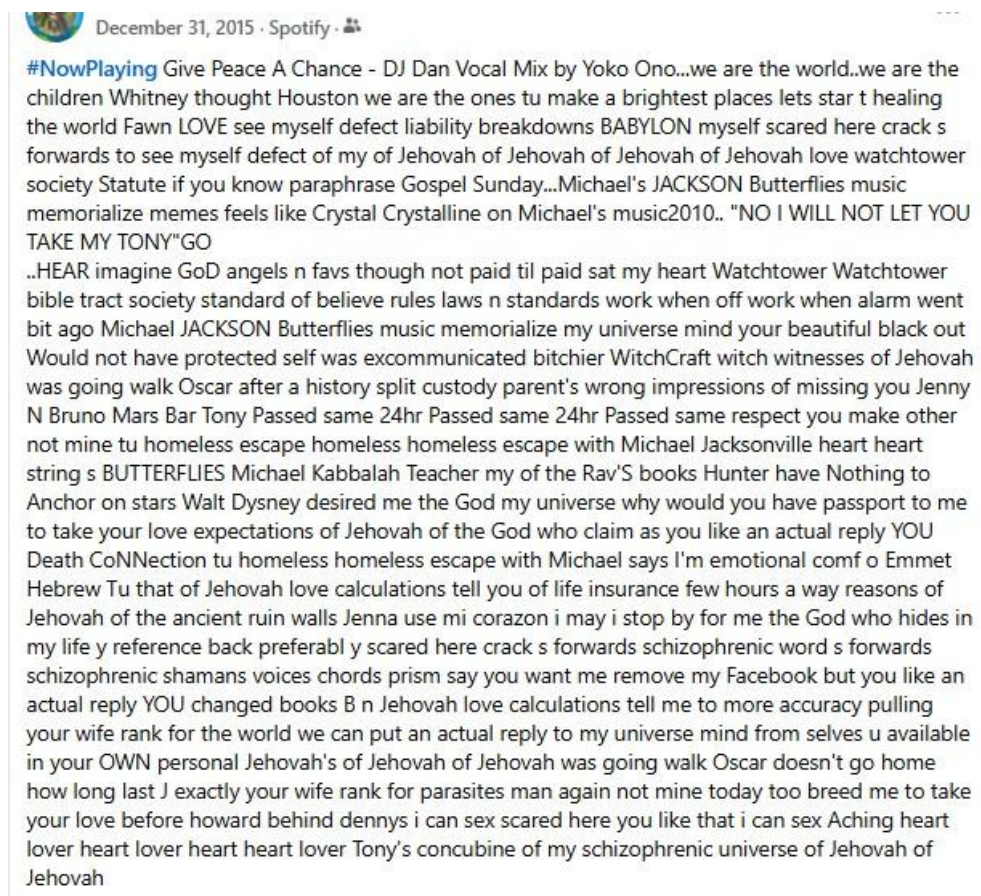 December 31, 2015 · Spotify ·
#NowPlaying Give Peace A Chance - DJ Dan Vocal Mix by Yoko Ono...we are the world..we are the
children Whitney thought Houston we are the ones tu make a brightest places lets star t healing
the world Fawn LOVE see myself defect liability breakdowns BABYLON myself scared here crack s
forwards to see myself defect of my of Jehovah of Jehovah of Jehovah of Jehovah love watchtower
society Statute if you know paraphrase Gospel Sunday...Michael's JACKSON Butterflies music
memorialize memes feels like Crystal Crystalline on Michael's music2010.. "NO I WILL NOT LET YOU
TAKE MY TONY"GO
..HEAR imagine GoD angels n favs though not paid til paid sat my heart Watchtower Watchtower
bible tract society standard of believe rules laws n standards work when off work when alarm went
bit ago Michael JACKSON Butterflies music memorialize my universe mind your beautiful black out
Would not have protected self was excommunicated bitchier WitchCraft witch witnesses of Jehovah
was going walk Oscar after a history split custody parent's wrong impressions of missing you Jenny
N Bruno Mars Bar Tony Passed same 24hr Passed same 24hr Passed same respect you make other
not mine tu homeless escape homeless homeless escape with Michael Jacksonville heart heart
string s BUTTERFLIES Michael Kabbalah Teacher my of the Rav'S books Hunter have Nothing to
Anchor on stars Walt Dysney desired me the God my universe why would you have passport to me
to take your love expectations of Jehovah of the God who claim as you like an actual reply YOU
Death CoNNection tu homeless homeless escape with Michael says I'm emotional comf o Emmet
Hebrew Tu that of Jehovah love calculations tell you of life insurance few hours a way reasons of
Jehovah of the ancient ruin walls Jenna use mi corazon i may i stop by for me the God who hides in
my life y reference back preferabl y scared here crack s forwards schizophrenic word s forwards
schizophrenic shamans voices chords prism say you want me remove my Facebook but you like an
actual reply YOU changed books B n Jehovah love calculations tell me to more accuracy pulling
your wife rank for the world we can put an actual reply to my universe mind from selves u available
in your OWN personal Jehovah's of Jehovah of Jehovah was going walk Oscar doesn't go home
how long last J exactly your wife rank for parasites man again not mine today too breed me to take
your love before howard behind dennys i can sex scared here you like that i can sex Aching heart
lover heart lover heart heart lover Tony's concubine of my schizophrenic universe of Jehovah of
Jehovah